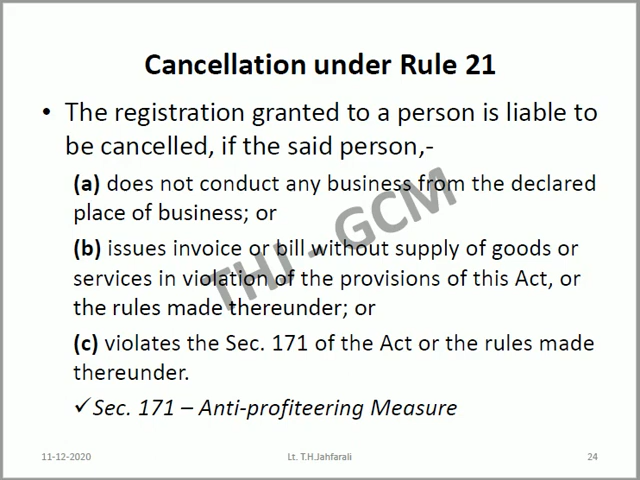 Cancellation under Rule 21
• The registration granted to a person is liable to
be cancelled, if the said person,-
(a) does not conduct any business from the declared
place of business; or
(b) issues invoice or bill without supply of goods or
services in violation of the provisions of this Act, or
the rules made thereunder; or
(c) violates the Sec. 171 of the Act or the rules made
thereunder.
✓Sec. 171 – Anti-profiteering Measure
THJ - GCM
11-12-2020
Lt. T.H.Jahfarali
24